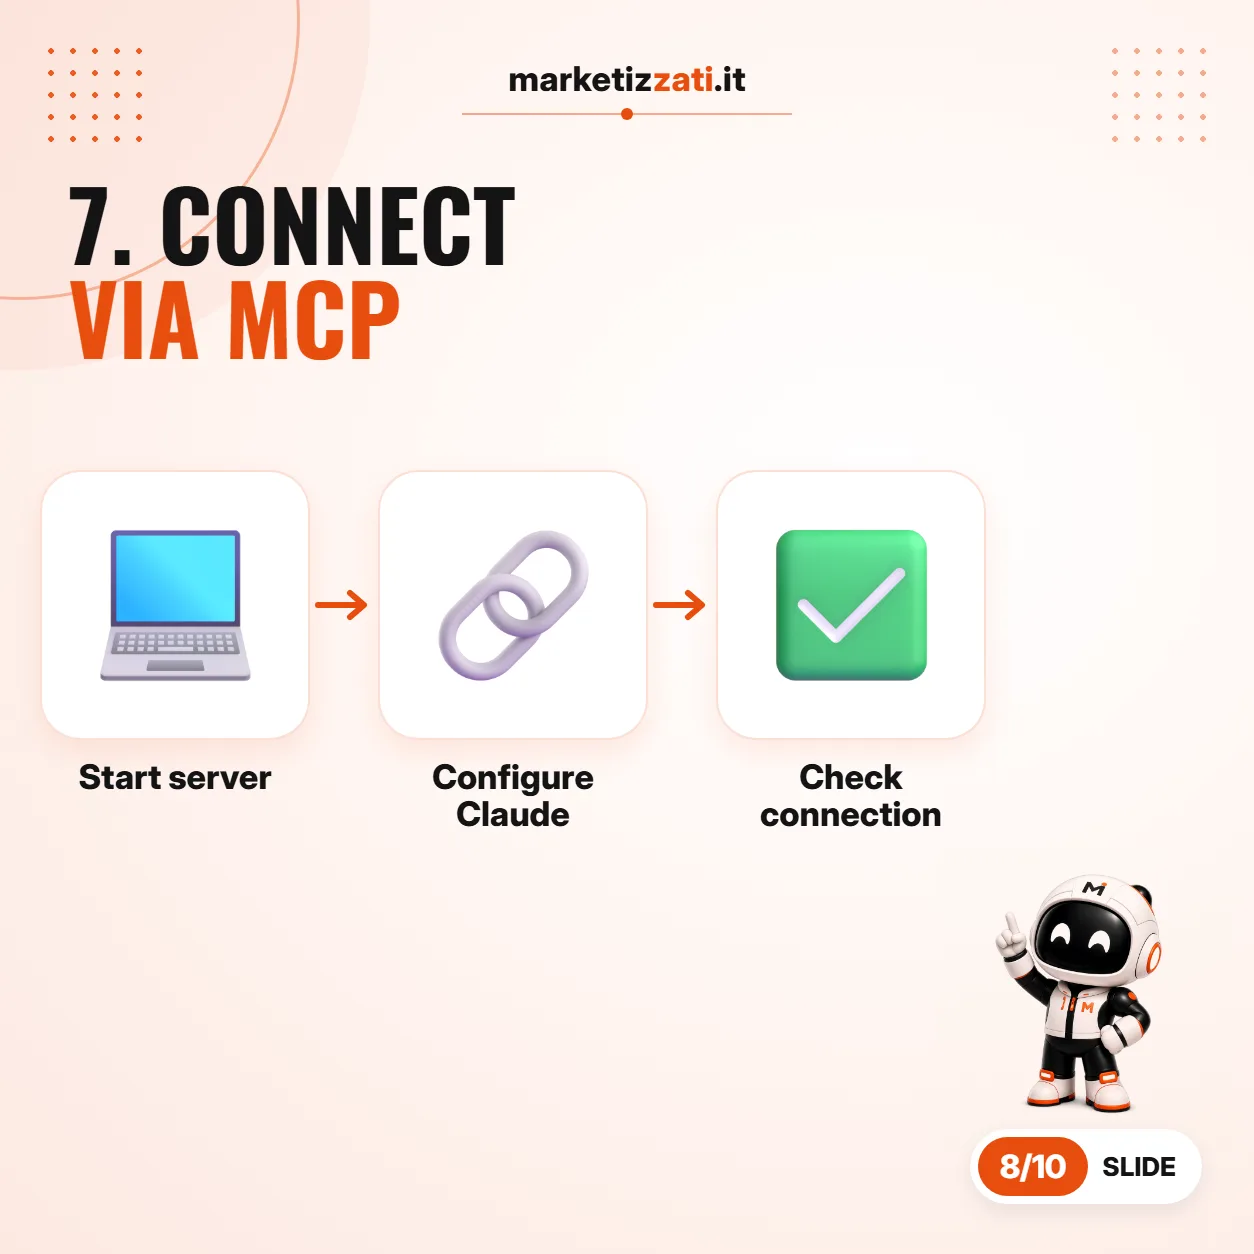 marketizzati.it
7. CONNECT
VIA MCP
Start server
Configure
Claude
Check
connection
M
M
8/10 SLIDE